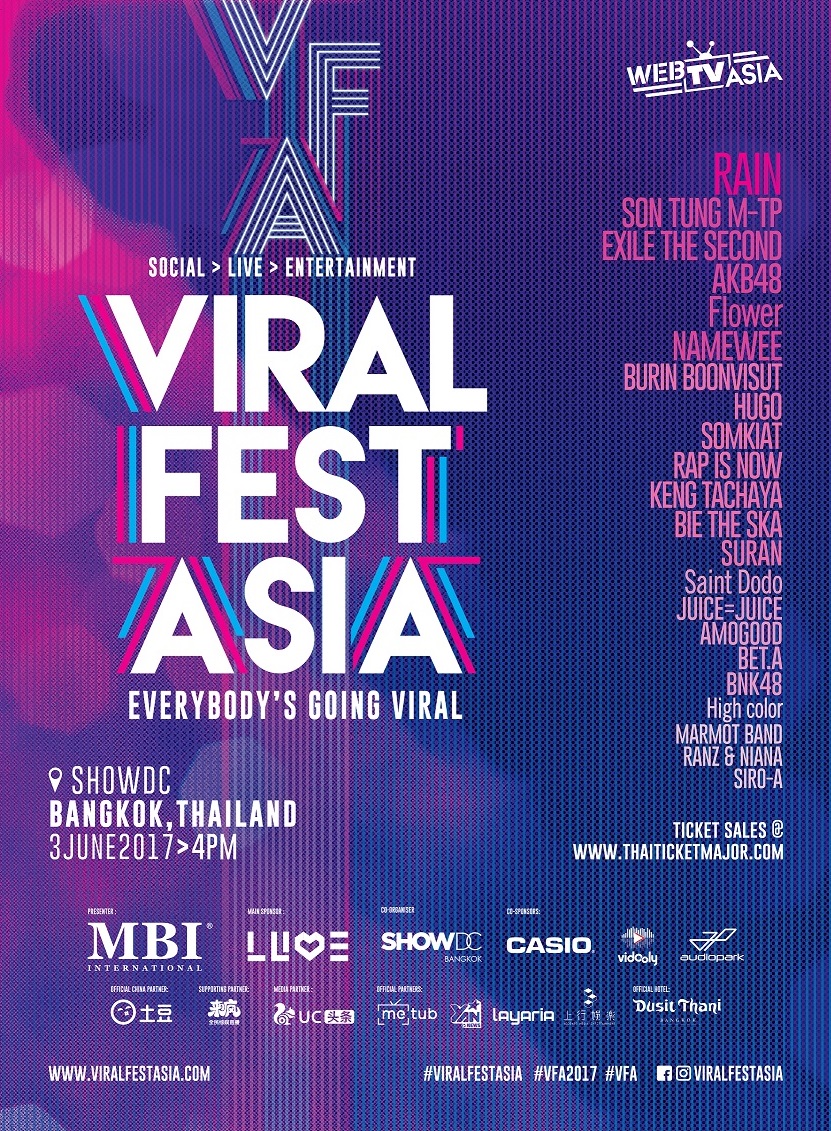 VFA
WEBTVASIA
SOCIAL > LIVE > ENTERTAINMENT
VIRAL
FEST
ASIA
EVERYBODY'S GOING VIRAL
RAIN
SON TUNG M-TP
EXILE THE SECOND
AKB48
Flower
NAMEWEE
BURIN BOONVISUT
HUGO
SOMKIAT
RAP IS NOW
KENG TACHAYA
BIE THE SKA
SURAN
Saint Dodo
JUICE=JUICE
AMOGOOD
BET.A
BNK48
High color
MARMOT BAND
RANZ & NIANA
SIRO-A
SHOWDC
BANGKOK,THAILAND
3JUNE2017>4PM
TICKET SALES @
WWW.THAITICKETMAJOR.COM
PRESENTER :
MBI®
INTERNATIONAL
MAIN SPONSOR :
CO-ORGANISER
SHOWDC
BANGKOK
CO-SPONSORS:
CASIO
vidooly
audiopark
OFFICIAL CHINA PARTNER:
土豆
SUPPORTING PARTNER:
MEDIA PARTNER :
UC头条
OFFICIAL PARTNERS:
[me]tub
YAN
layaria
上行娱乐
OFFICIAL HOTEL:
Dusit Thani
BANGKOK
WWW.VIRALFESTASIA.COM
#VIRALFESTASIA #VFA2017 #VFA
VIRALFESTASIA